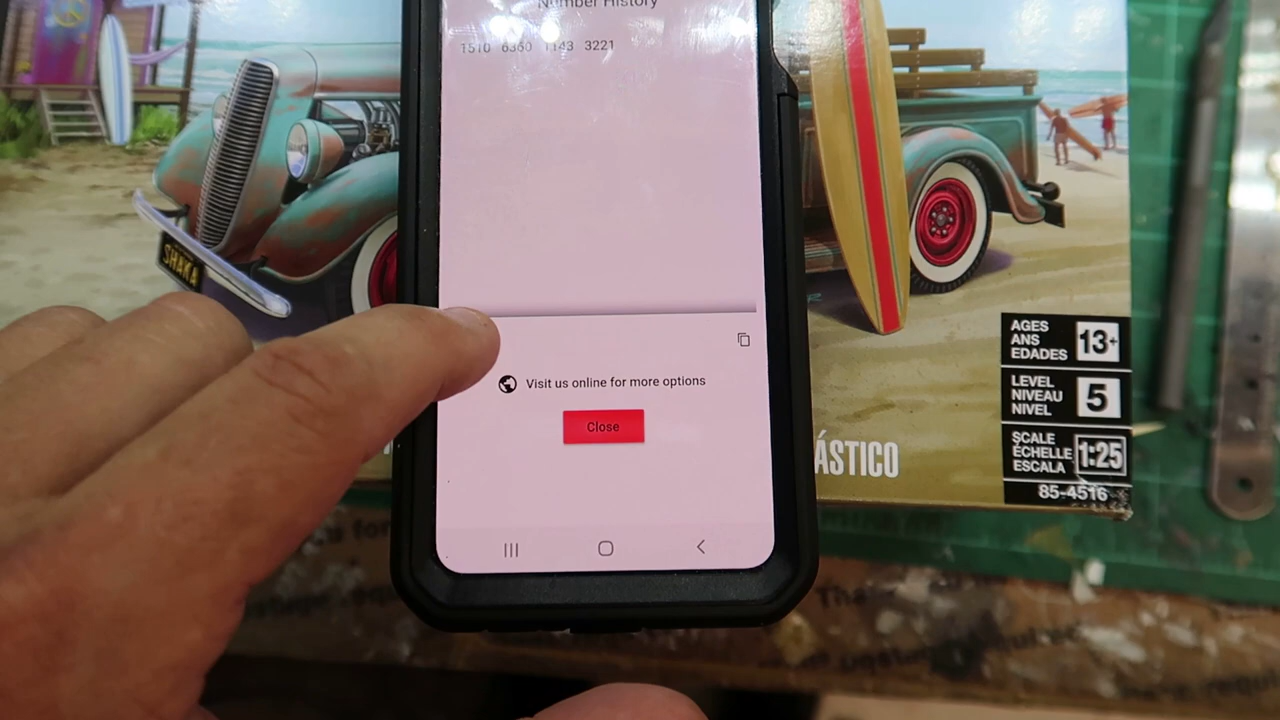 Number History
1510 6360 1143 3221
SHAKA
Visit us online for more options
Close
ÁSTICO
AGES
ANS
EDADES
13+
LEVEL
NIVEAU
NIVEL
5
SCALE
ÉCHELLE
ESCALA
1:25
85-4516